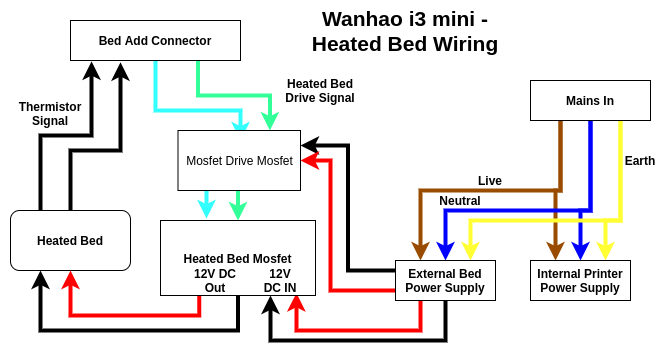 Wanhao i3 mini -
Heated Bed Wiring
Bed Add Connector
Heated Bed
Drive Signal
Mains In
Thermistor
Signal
Mosfet Drive Mosfet
Earth
Live
Neutral
Heated Bed
Heated Bed Mosfet
12V DC
Out
12V
DC IN
External Bed
Power Supply
Internal Printer
Power Supply